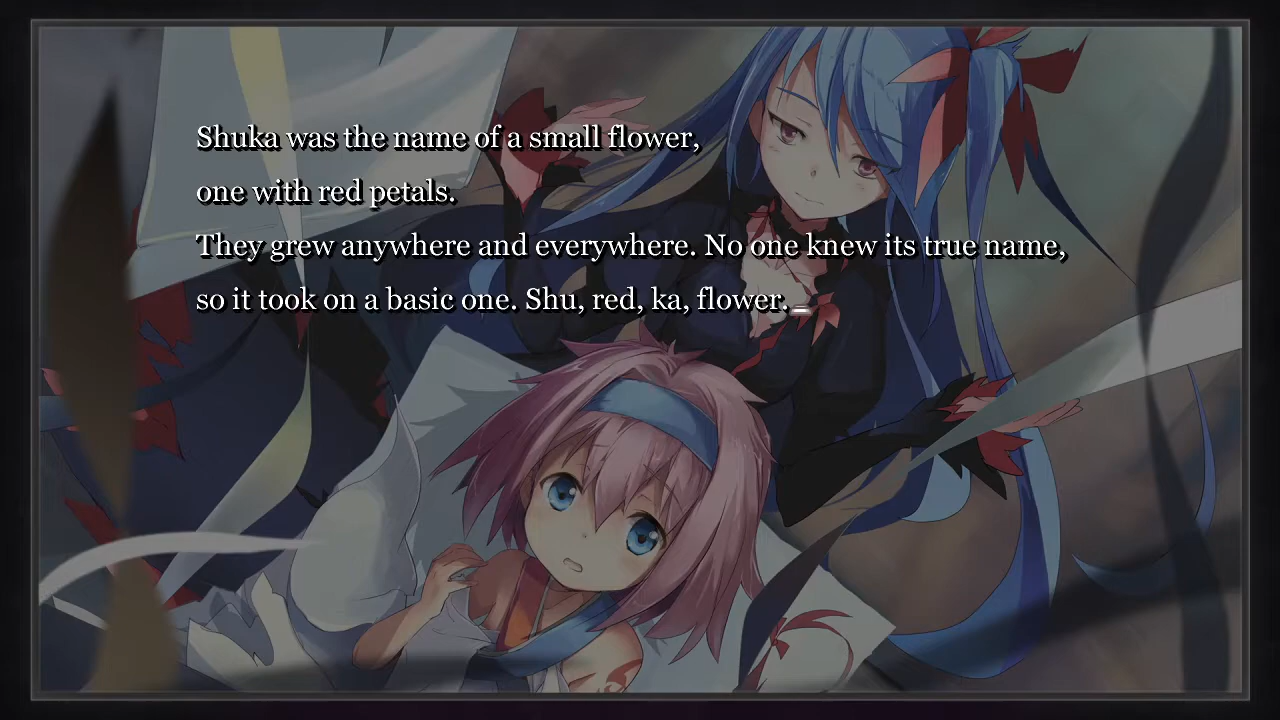 Shuka was the name of a small flower,
one with red petals.
They grew anywhere and everywhere. No one knew its true name,
so it took on a basic one. Shu, red, ka, flower.